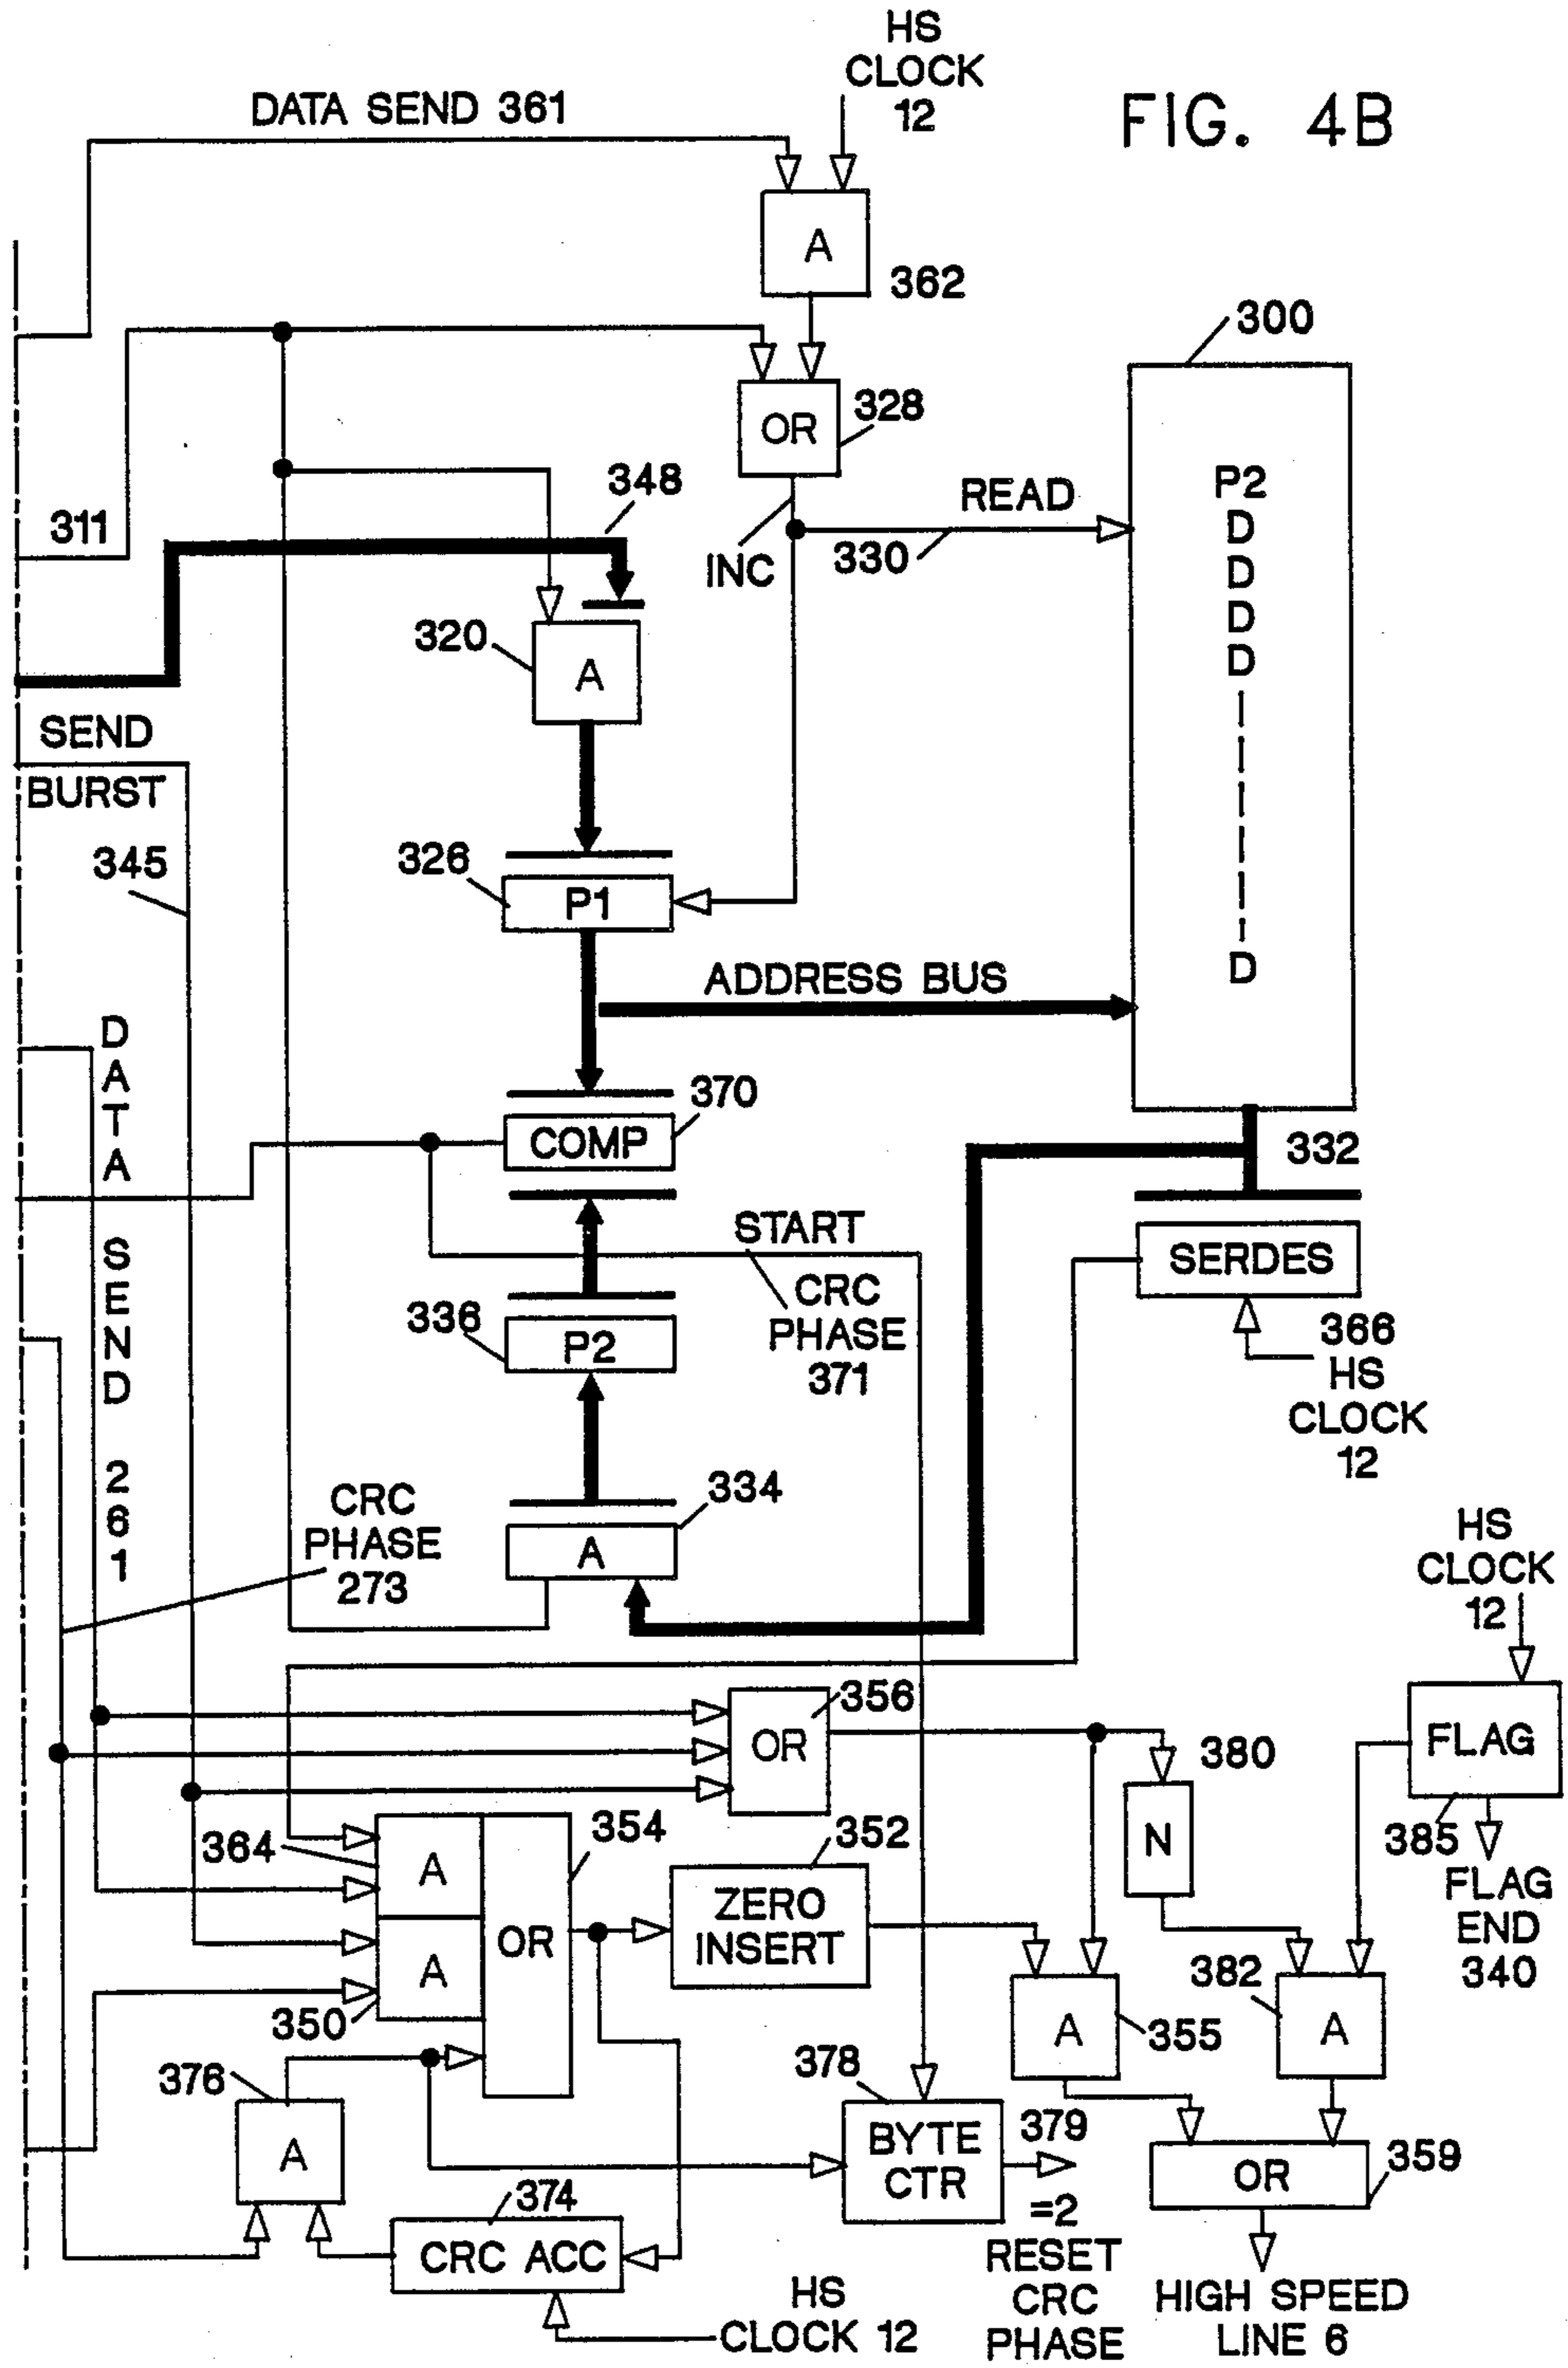 HS
CLOCK
12
DATA SEND 361
FIG. 4B
A
362
300
OR
328
348
READ
P2
D
D
D
D
D
311
INC
330
320
A
SEND
BURST
345
326
P1
ADDRESS BUS
DATA SEND 261
370
COMP
332
START
CRC
PHASE
371
SERDES
336
P2
366
HS
CLOCK
12
334
A
CRC
PHASE
273
HS
CLOCK
12
356
OR
380
FLAG
385
FLAG
END
340
N
364
A
354
352
ZERO
INSERT
OR
A
350
382
A
355
A
376
A
378
BYTE
CTR
379
=2
RESET
CRC
PHASE
OR
359
374
CRC ACC
HS
CLOCK 12
HIGH SPEED
LINE 6